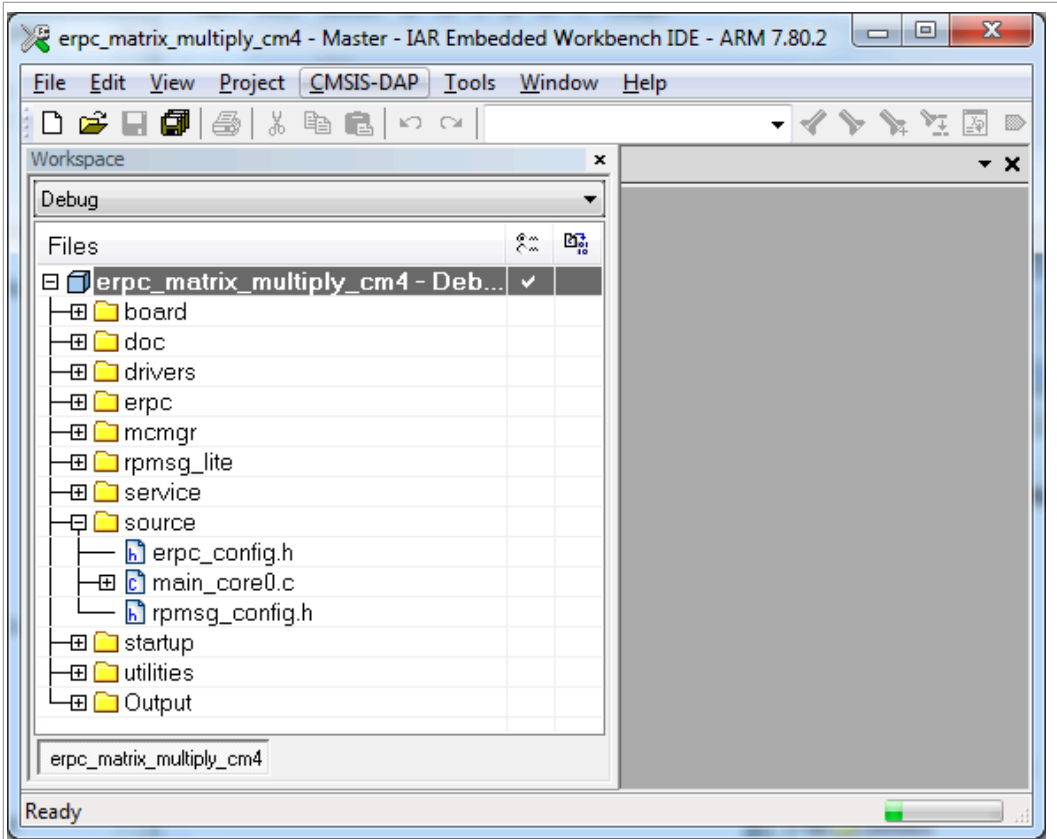 erpc_matrix_multiply_cm4 - Master - IAR Embedded Workbench IDE - ARM 7.80.2
File Edit View Project CMSIS-DAP Tools Window Help
Workspace
Debug
Files
erpc_matrix_multiply_cm4 - Deb...
board
doc
drivers
erpc
mcmgr
rpmsg_lite
service
source
erpc_config.h
main_core0.c
rpmsg_config.h
startup
utilities
Output
erpc_matrix_multiply_cm4
Ready